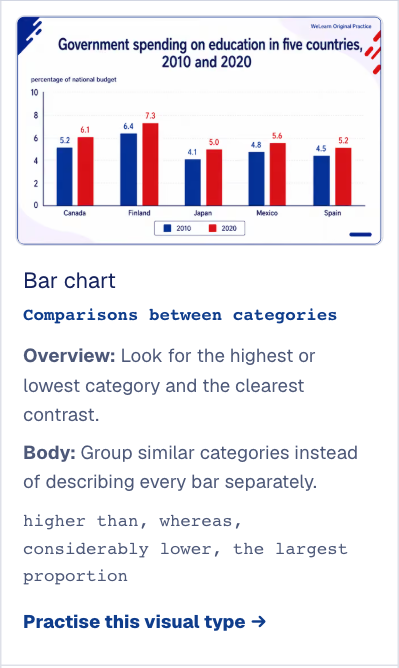 WeLearn Original Practice
Government spending on education in five countries,
2010 and 2020
percentage of national budget
10
8
6
4
2
0
5.2
6.1
6.4
7.3
4.1
5.0
4.8
5.6
4.5
5.2
Canada
Finland
Japan
Mexico
Spain
2010
2020
Bar chart
Comparisons between categories
Overview: Look for the highest or
lowest category and the clearest
contrast.
Body: Group similar categories instead
of describing every bar separately.
higher than, whereas,
considerably lower, the largest
proportion
Practise this visual type →